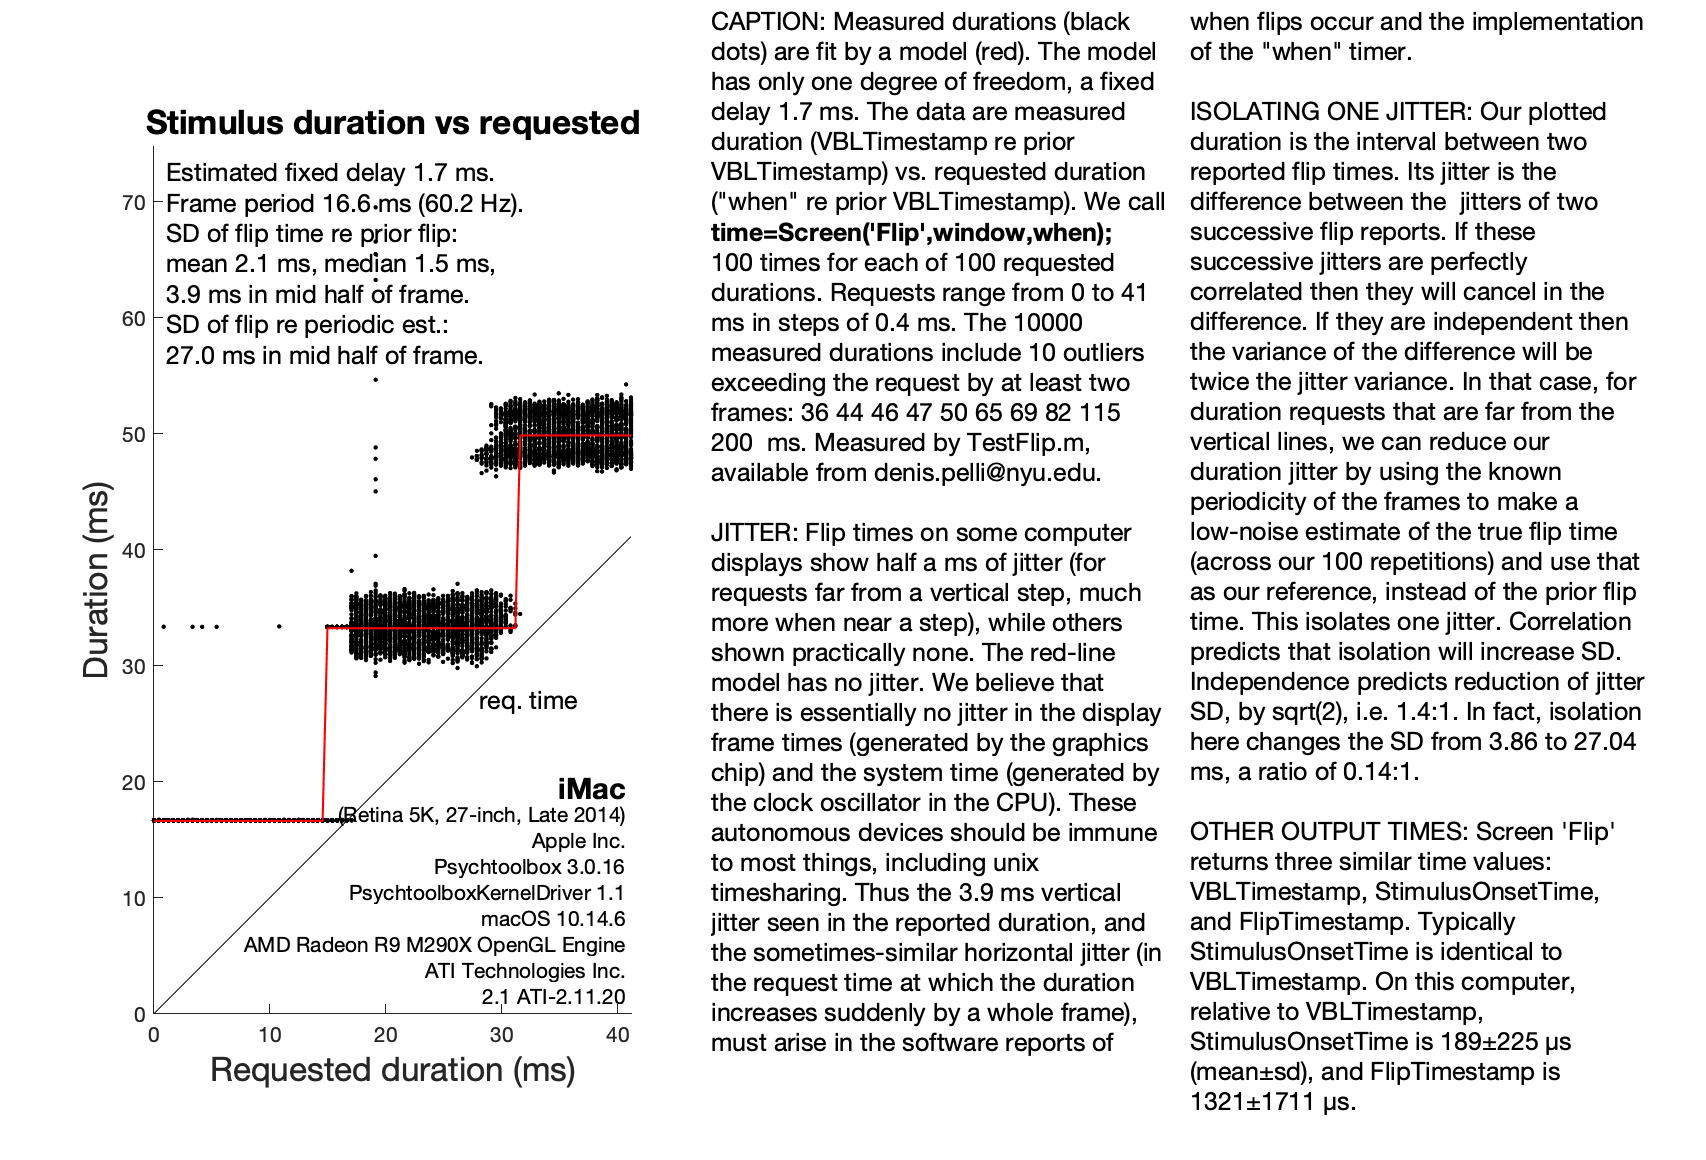 Stimulus duration vs requested
Estimated fixed delay 1.7 ms.
Frame period 16.6 ms (60.2 Hz).
SD of flip time re prior flip:
mean 2.1 ms, median 1.5 ms,
3.9 ms in mid half of frame.
SD of flip re periodic est.:
27.0 ms in mid half of frame.
70
60
50
40
30
20
10
0
Duration (ms)
req. time
iMac
(Retina 5K, 27-inch, Late 2014)
Apple Inc.
Psychtoolbox 3.0.16
PsychtoolboxKernelDriver 1.1
macOS 10.14.6
AMD Radeon R9 M290X OpenGL Engine
ATI Technologies Inc.
2.1 ATI-2.11.20
0 10 20 30 40
Requested duration (ms)
CAPTION: Measured durations (black
dots) are fit by a model (red). The model
has only one degree of freedom, a fixed
delay 1.7 ms. The data are measured
duration (VBLTimestamp re prior
VBLTimestamp) vs. requested duration
("when" re prior VBLTimestamp). We call
time=Screen('Flip',window,when);
100 times for each of 100 requested
durations. Requests range from 0 to 41
ms in steps of 0.4 ms. The 10000
measured durations include 10 outliers
exceeding the request by at least two
frames: 36 44 46 47 50 65 69 82 115
200  ms. Measured by TestFlip.m,
available from denis.pelli@nyu.edu.
JITTER: Flip times on some computer
displays show half a ms of jitter (for
requests far from a vertical step, much
more when near a step), while others
shown practically none. The red-line
model has no jitter. We believe that
there is essentially no jitter in the display
frame times (generated by the graphics
chip) and the system time (generated by
the clock oscillator in the CPU). These
autonomous devices should be immune
to most things, including unix
timesharing. Thus the 3.9 ms vertical
jitter seen in the reported duration, and
the sometimes-similar horizontal jitter (in
the request time at which the duration
increases suddenly by a whole frame),
must arise in the software reports of
when flips occur and the implementation
of the "when" timer.
ISOLATING ONE JITTER: Our plotted
duration is the interval between two
reported flip times. Its jitter is the
difference between the  jitters of two
successive flip reports. If these
successive jitters are perfectly
correlated then they will cancel in the
difference. If they are independent then
the variance of the difference will be
twice the jitter variance. In that case, for
duration requests that are far from the
vertical lines, we can reduce our
duration jitter by using the known
periodicity of the frames to make a
low-noise estimate of the true flip time
(across our 100 repetitions) and use that
as our reference, instead of the prior flip
time. This isolates one jitter. Correlation
predicts that isolation will increase SD.
Independence predicts reduction of jitter
SD, by sqrt(2), i.e. 1.4:1. In fact, isolation
here changes the SD from 3.86 to 27.04
ms, a ratio of 0.14:1.
OTHER OUTPUT TIMES: Screen 'Flip'
returns three similar time values:
VBLTimestamp, StimulusOnsetTime,
and FlipTimestamp. Typically
StimulusOnsetTime is identical to
VBLTimestamp. On this computer,
relative to VBLTimestamp,
StimulusOnsetTime is 189±225 µs
(mean±sd), and FlipTimestamp is
1321±1711 µs.